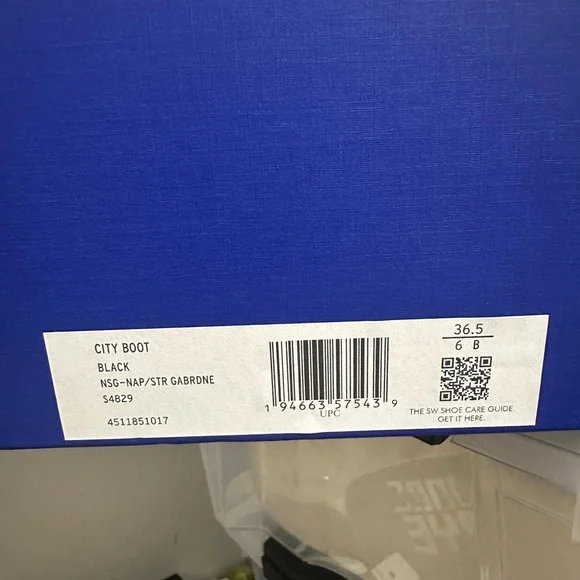 CITY BOOT
BLACK
NSG-NAP/STR GABRDNE
S4829
4511851017
1 94663 57543 9
UPC
36.5
6 B
THE SW SHOE CARE GUIDE.
GET IT HERE.